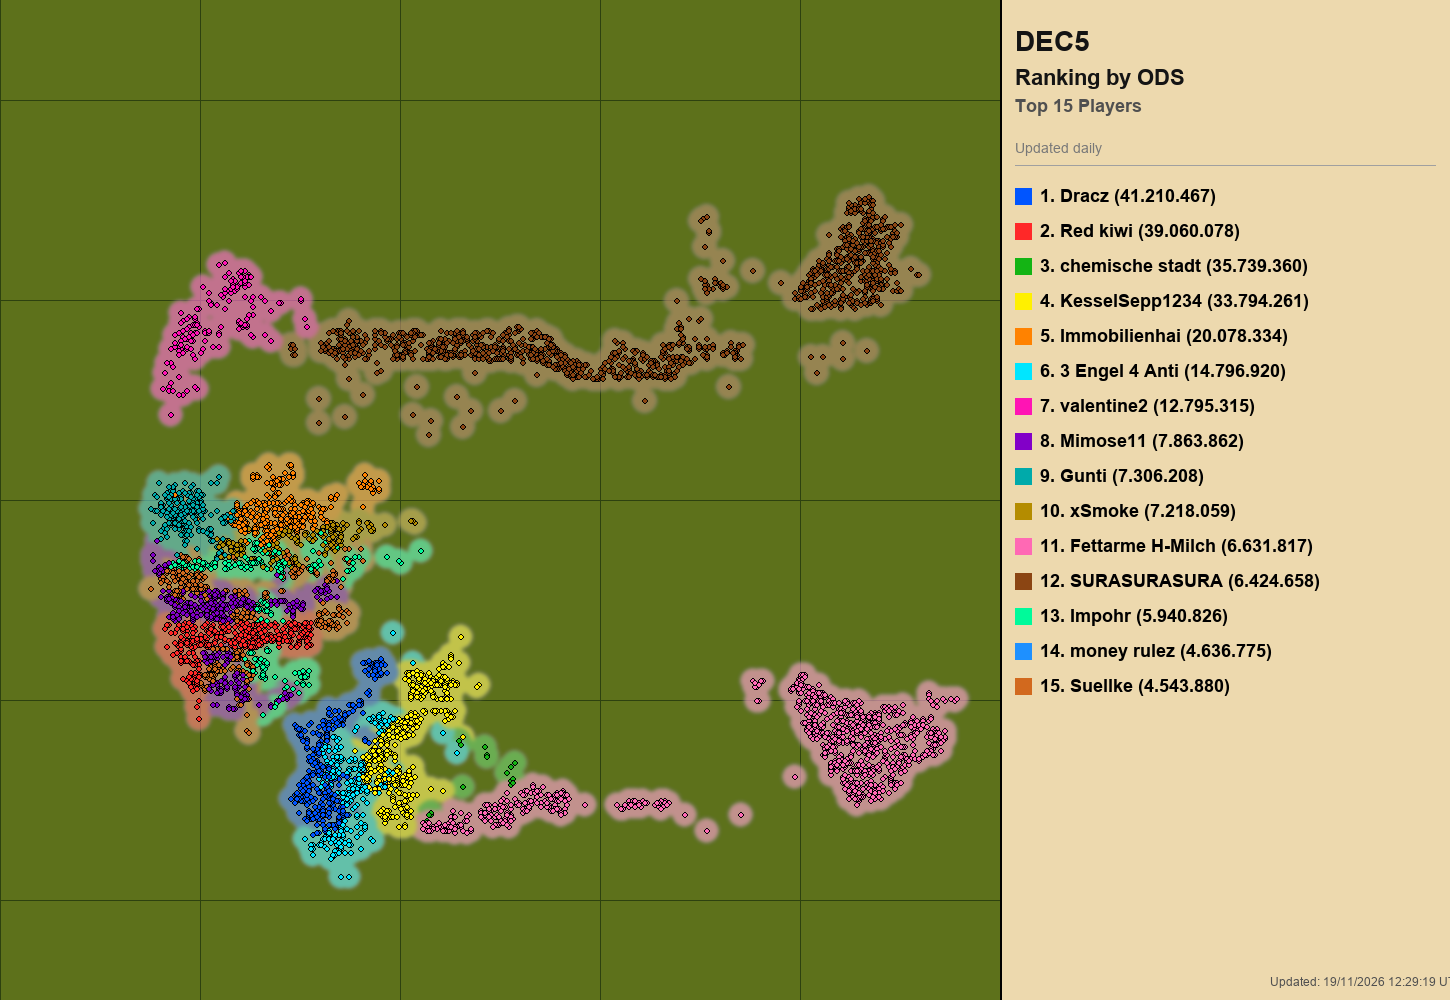 DEC5
Ranking by ODS
Top 15 Players
Updated daily
1. Dracz (41.210.467)
2. Red kiwi (39.060.078)
3. chemische stadt (35.739.360)
4. KesselSepp1234 (33.794.261)
5. Immobilienhai (20.078.334)
6. 3 Engel 4 Anti (14.796.920)
7. valentine2 (12.795.315)
8. Mimose11 (7.863.862)
9. Gunti (7.306.208)
10. xSmoke (7.218.059)
11. Fettarme H-Milch (6.631.817)
12. SURASURASURA (6.424.658)
13. Impohr (5.940.826)
14. money rulez (4.636.775)
15. Suellke (4.543.880)
Updated: 19/11/2026 12:29:19